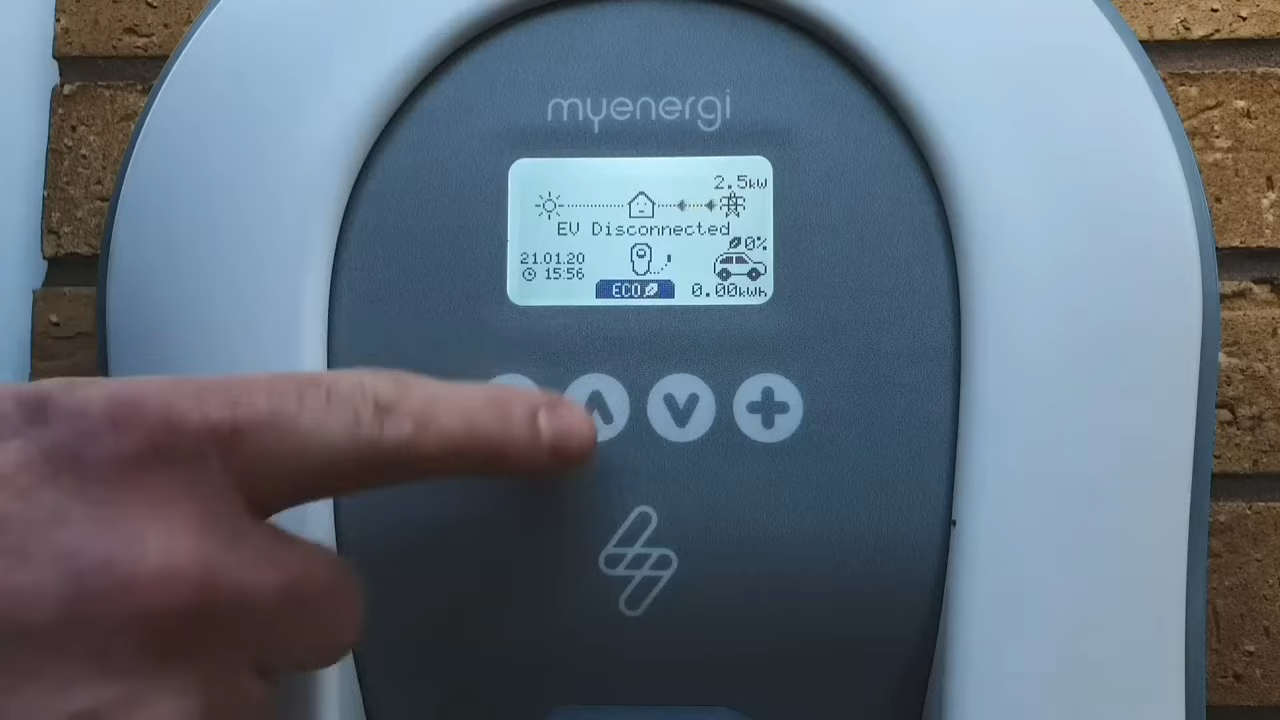 myenergi
2.5kW
EV Disconnected
0%
21.01.20
15:56
ECO
0.00kWh